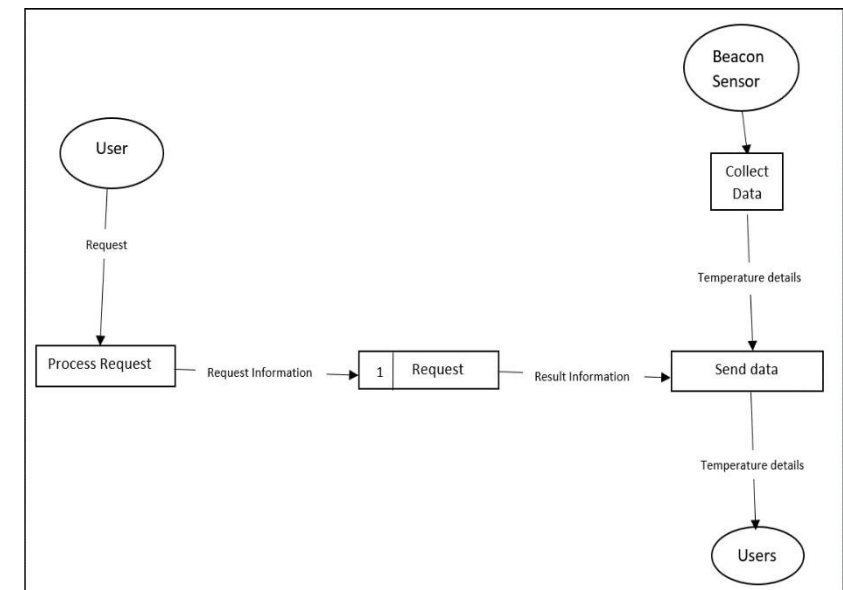 Beacon
Sensor
User
Collect
Data
Request
Temperature details
Process Request
Request Information
1
Request
Result Information
Send data
Temperature details
Users